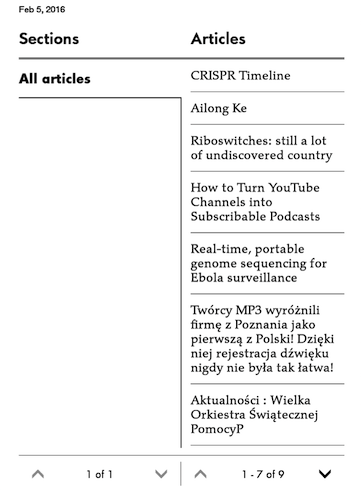 Feb 5, 2016
Sections
Articles
All articles
CRISPR Timeline
Ailong Ke
Riboswitches: still a lot
of undiscovered country
How to Turn YouTube
Channels into
Subscribable Podcasts
Real-time, portable
genome sequencing for
Ebola surveillance
Twórcy MP3 wyróżnili
firmę z Poznania jako
pierwszą z Polski! Dzięki
niej rejestracja dźwięku
nigdy nie była tak łatwa!
Aktualności : Wielka
Orkiestra Świątecznej
PomocyP
1 of 1
1 - 7 of 9